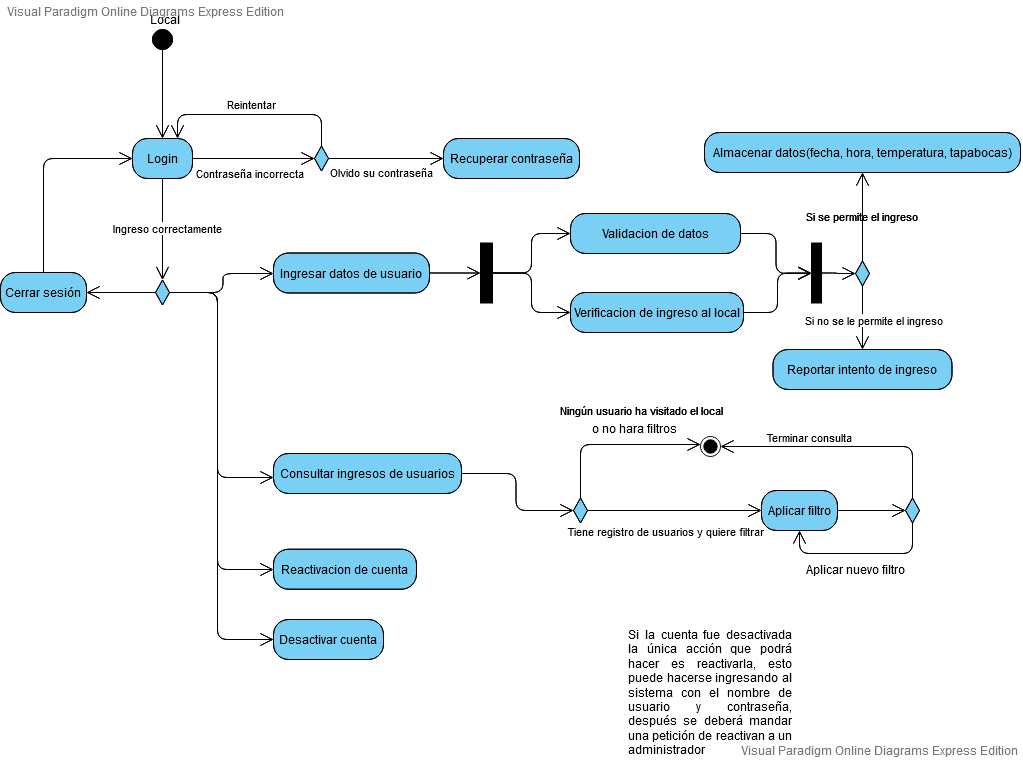 Visual Paradigm Online Diagrams Express Edition
Local
Reintentar
Login
Contraseña incorrecta
Olvido su contraseña
Recuperar contraseña
Almacenar datos(fecha, hora, temperatura, tapabocas)
Si se permite el ingreso
Ingreso correctamente
Validacion de datos
Cerrar sesión
Ingresar datos de usuario
Verificacion de ingreso al local
Si no se le permite el ingreso
Reportar intento de ingreso
Ningún usuario ha visitado el local
o no hara filtros
Terminar consulta
Consultar ingresos de usuarios
Aplicar filtro
Tiene registro de usuarios y quiere filtrar
Aplicar nuevo filtro
Reactivacion de cuenta
Desactivar cuenta
Si la cuenta fue desactivada
la única acción que podrá
hacer es reactivarla, esto
puede hacerse ingresando al
sistema con el nombre de
usuario y contraseña,
después se deberá mandar
una petición de reactivan a un
administrador
Visual Paradigm Online Diagrams Express Edition